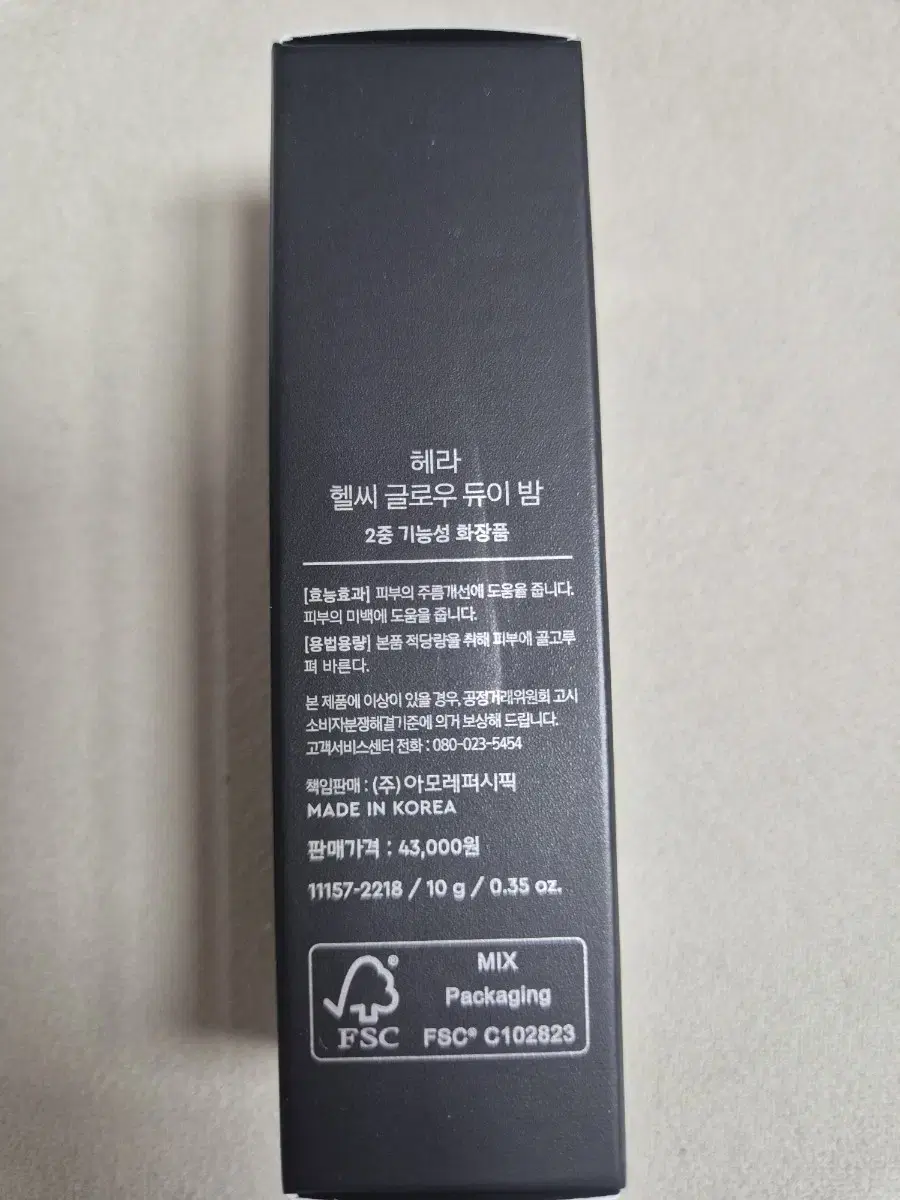 헤라
헬씨 글로우 듀이 밤
2중 기능성 화장품
[효능효과] 피부의 주름개선에 도움을 줍니다.
피부의 미백에 도움을 줍니다.
[용법용량] 본품 적당량을 취해 피부에 골고루
펴 바른다.
본 제품에 이상이 있을 경우, 공정거래위원회 고시
소비자분쟁해결기준에 의거 보상해 드립니다.
고객서비스센터 전화 : 080-023-5454
책임판매 : (주)아모레퍼시픽
MADE IN KOREA
판매가격 : 43,000원
11157-2218 / 10 g / 0.35 oz.
MIX
Packaging
FSC® C102823
®
FSC